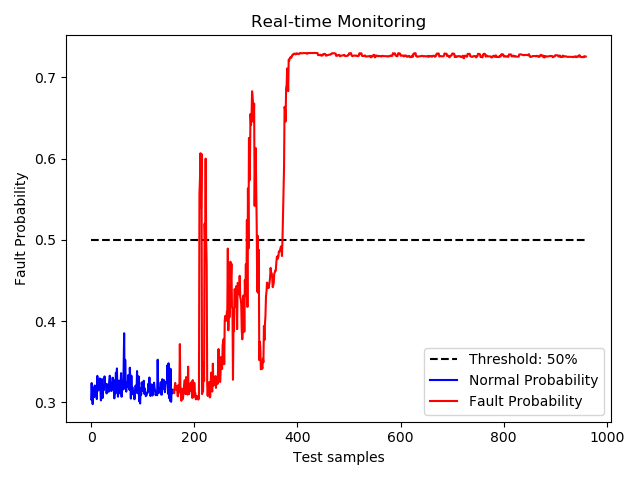 Real-time Monitoring
Fault Probability
0.7
0.6
0.5
0.4
0.3
Threshold: 50%
Normal Probability
Fault Probability
0
200
400
600
800
1000
Test samples